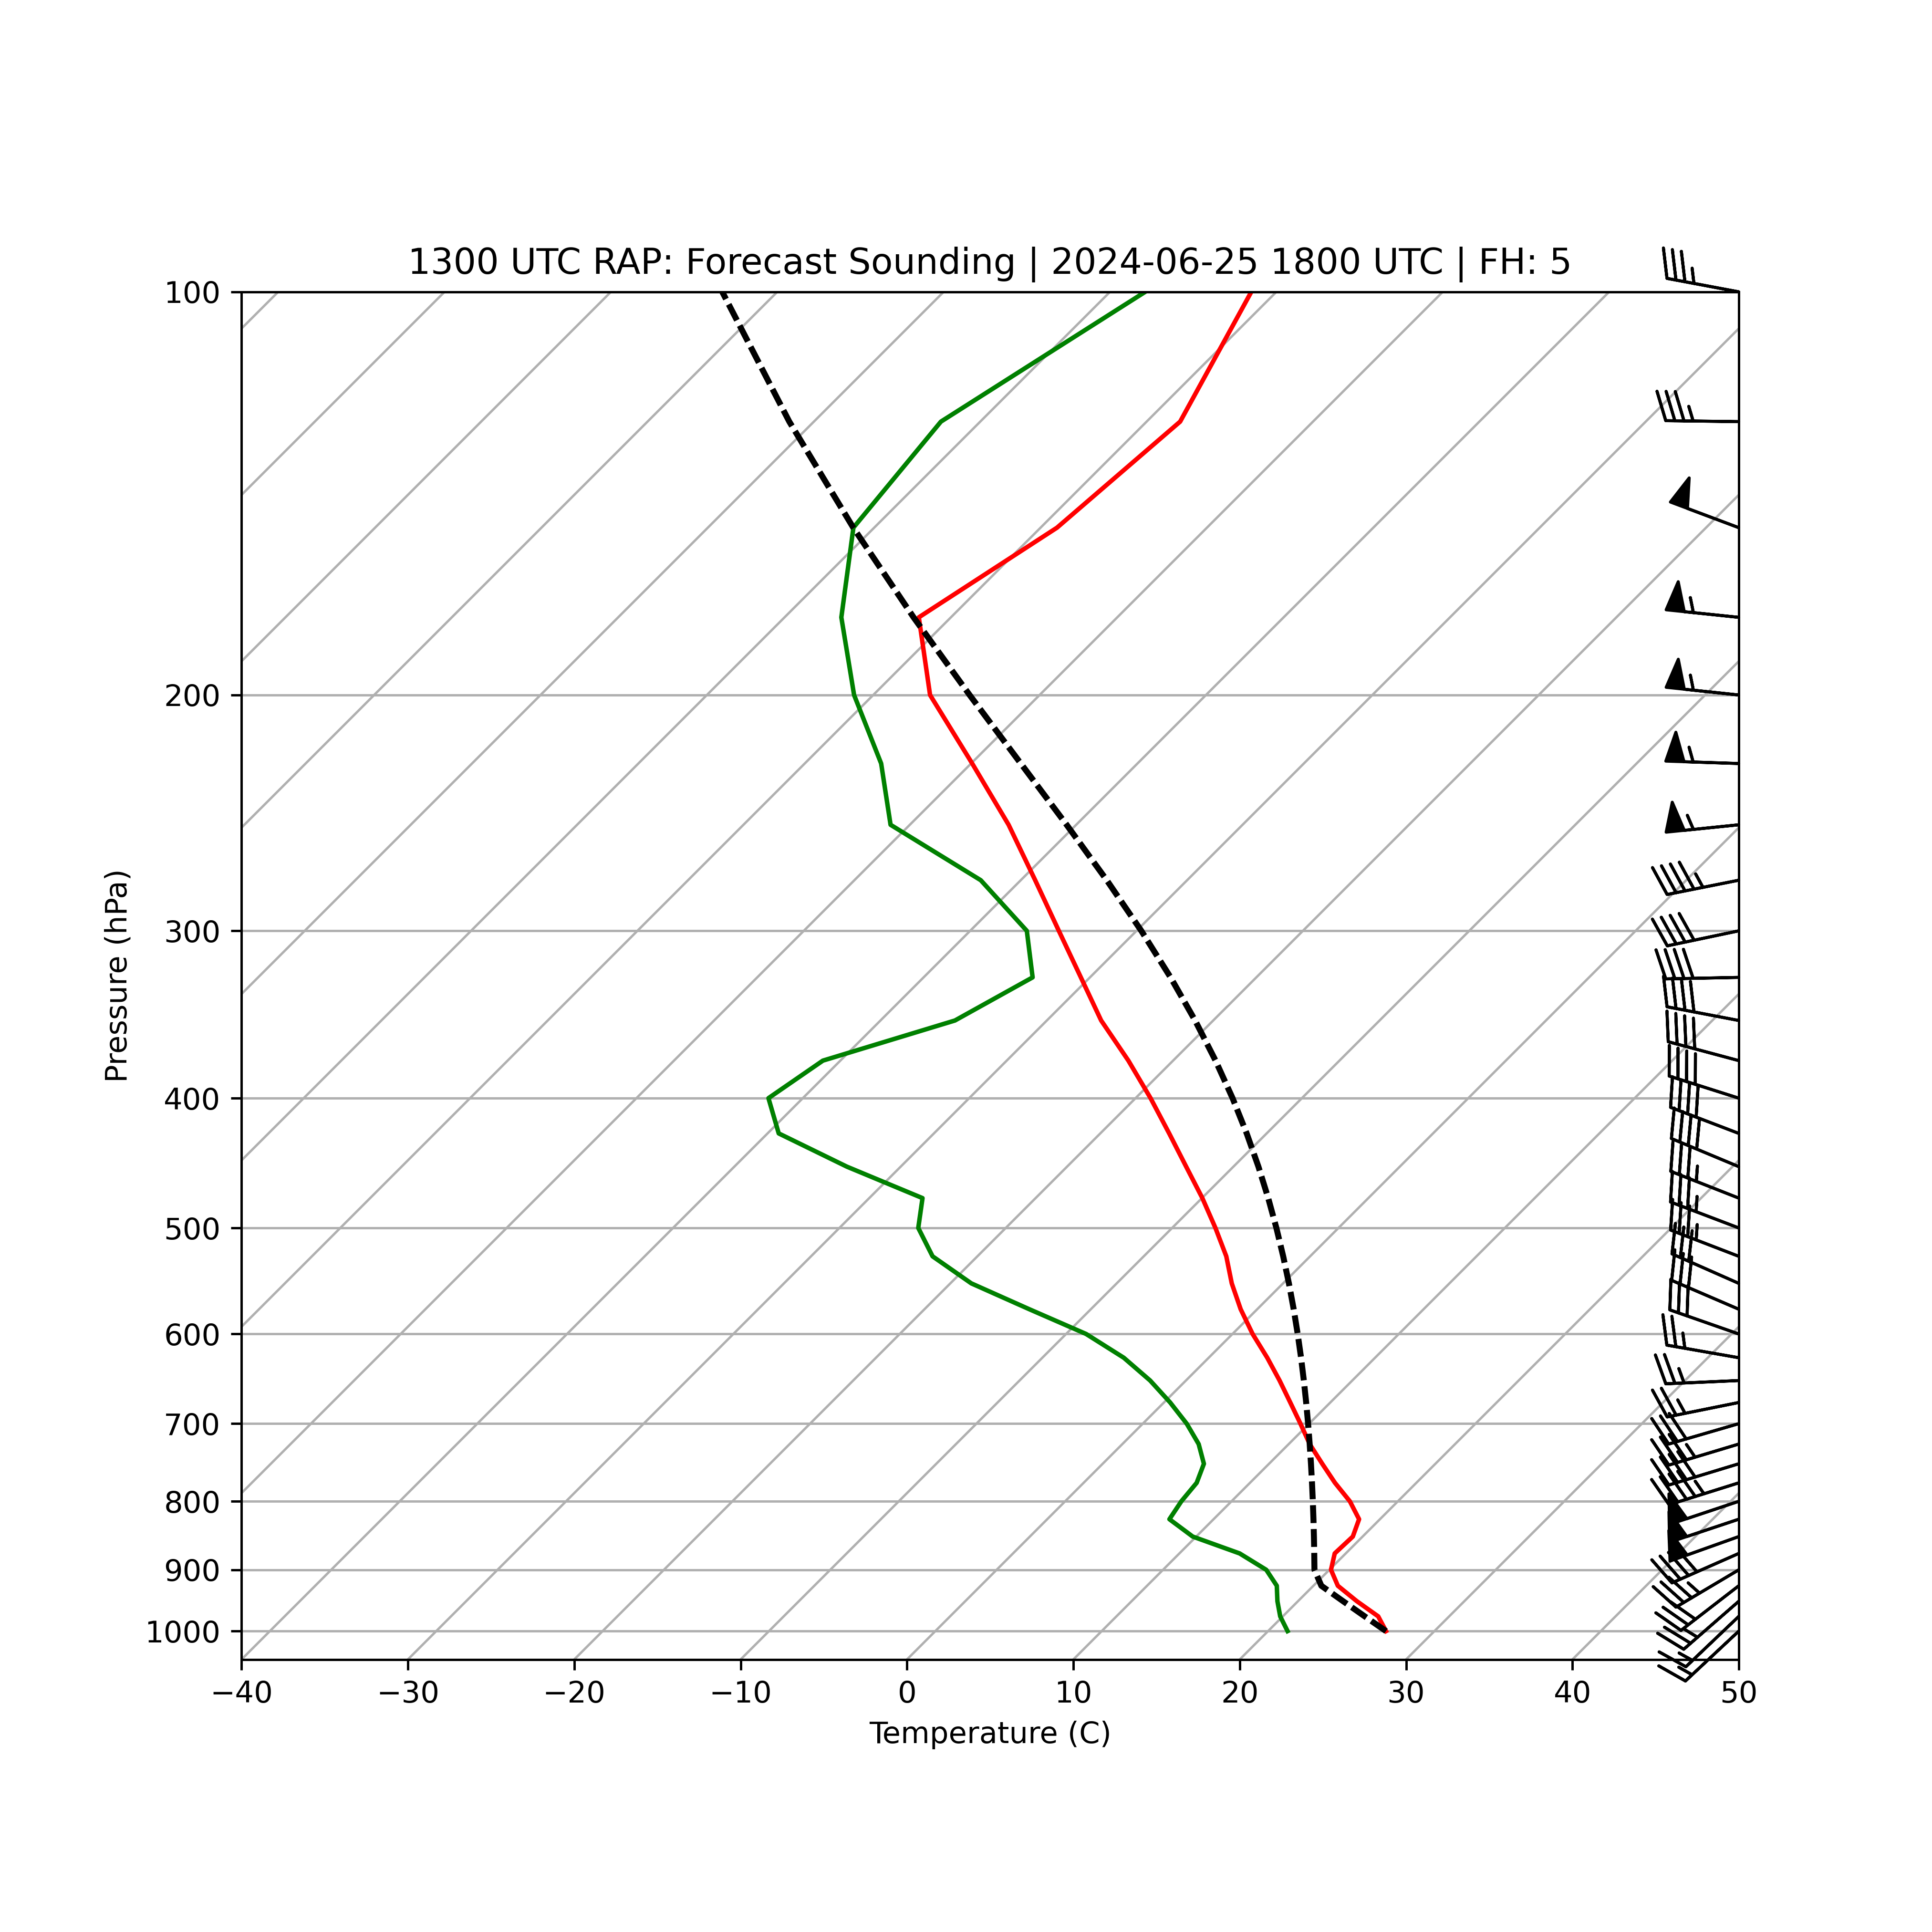 1300 UTC RAP: Forecast Sounding | 2024-06-25 1800 UTC | FH: 5
100
200
300
400
500
600
700
800
900
1000
Pressure (hPa)
−40 −30 −20 −10 0 10 20 30 40 50
Temperature (C)